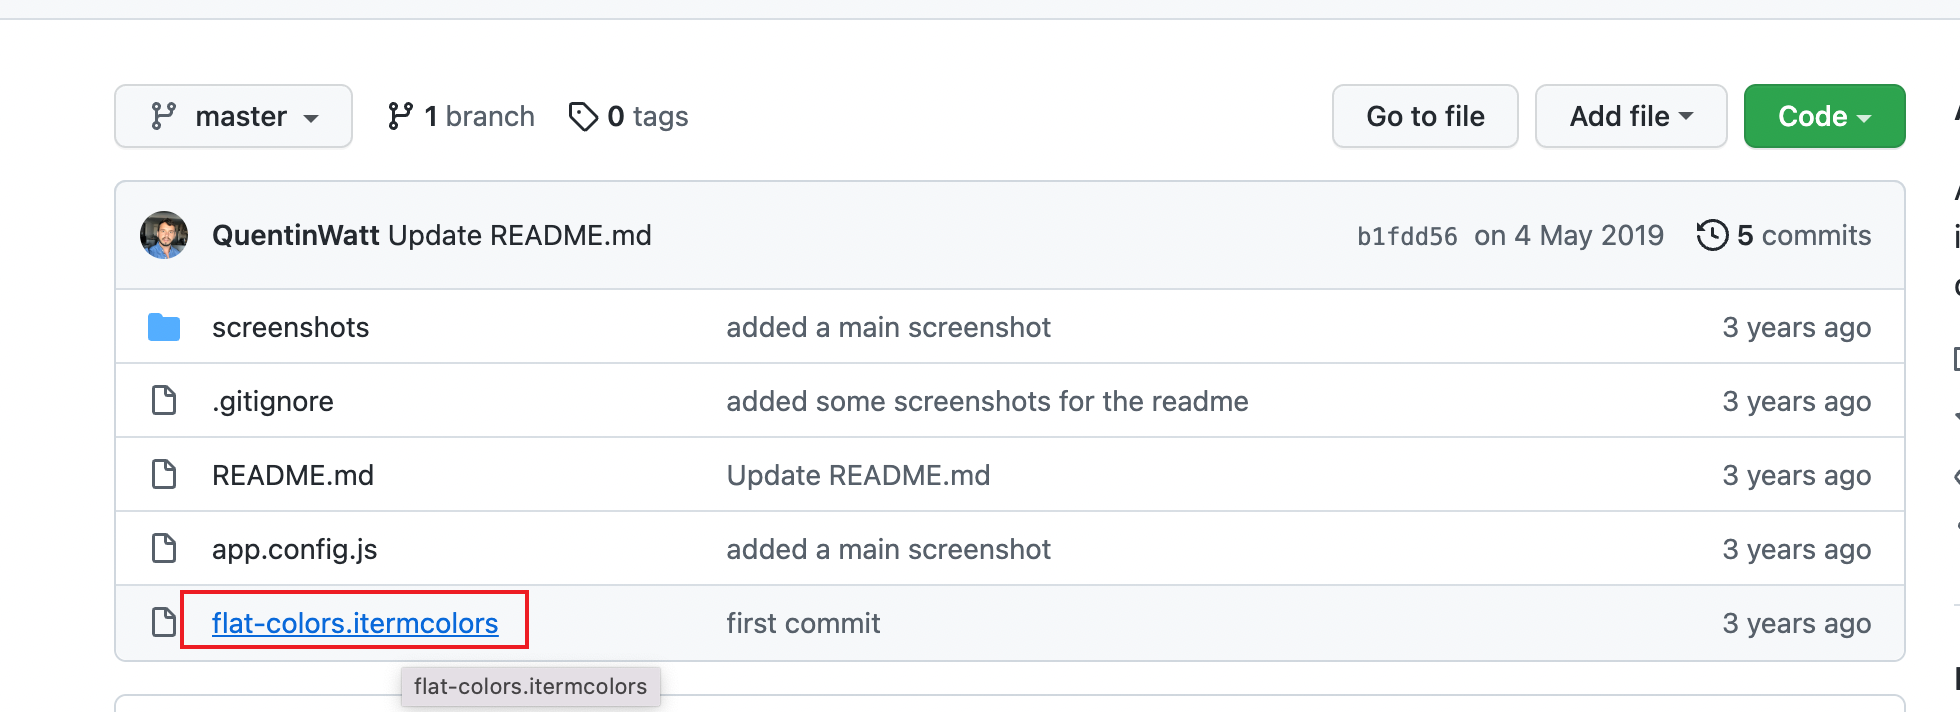 master 1 branch 0 tags Go to file Add file Code
QuentinWatt Update README.md b1fdd56 on 4 May 2019 5 commits
screenshots added a main screenshot 3 years ago
.gitignore added some screenshots for the readme 3 years ago
README.md Update README.md 3 years ago
app.config.js added a main screenshot 3 years ago
flat-colors.itermcolors first commit 3 years ago
flat-colors.itermcolors